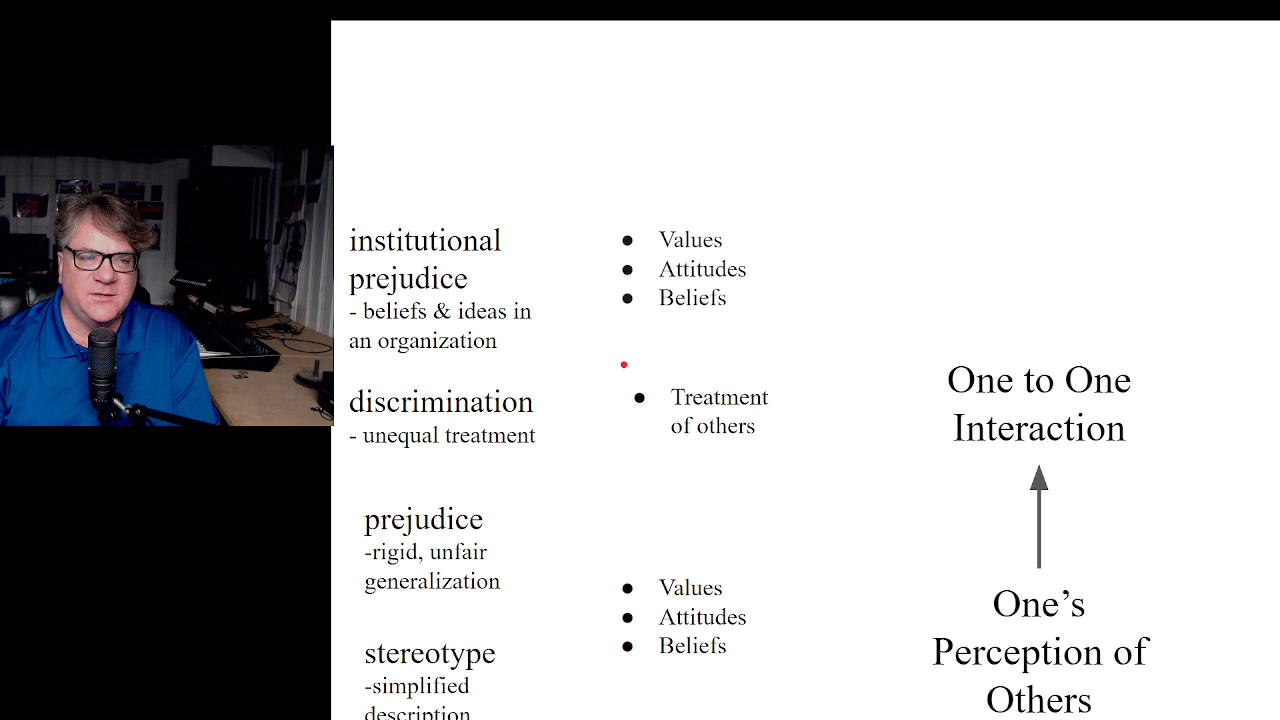 institutional
prejudice
- beliefs & ideas in
an organization
● Values
● Attitudes
● Beliefs
discrimination
- unequal treatment
● Treatment
of others
One to One
Interaction
prejudice
-rigid, unfair
generalization
● Values
● Attitudes
● Beliefs
stereotype
-simplified
description
One’s
Perception of
Others